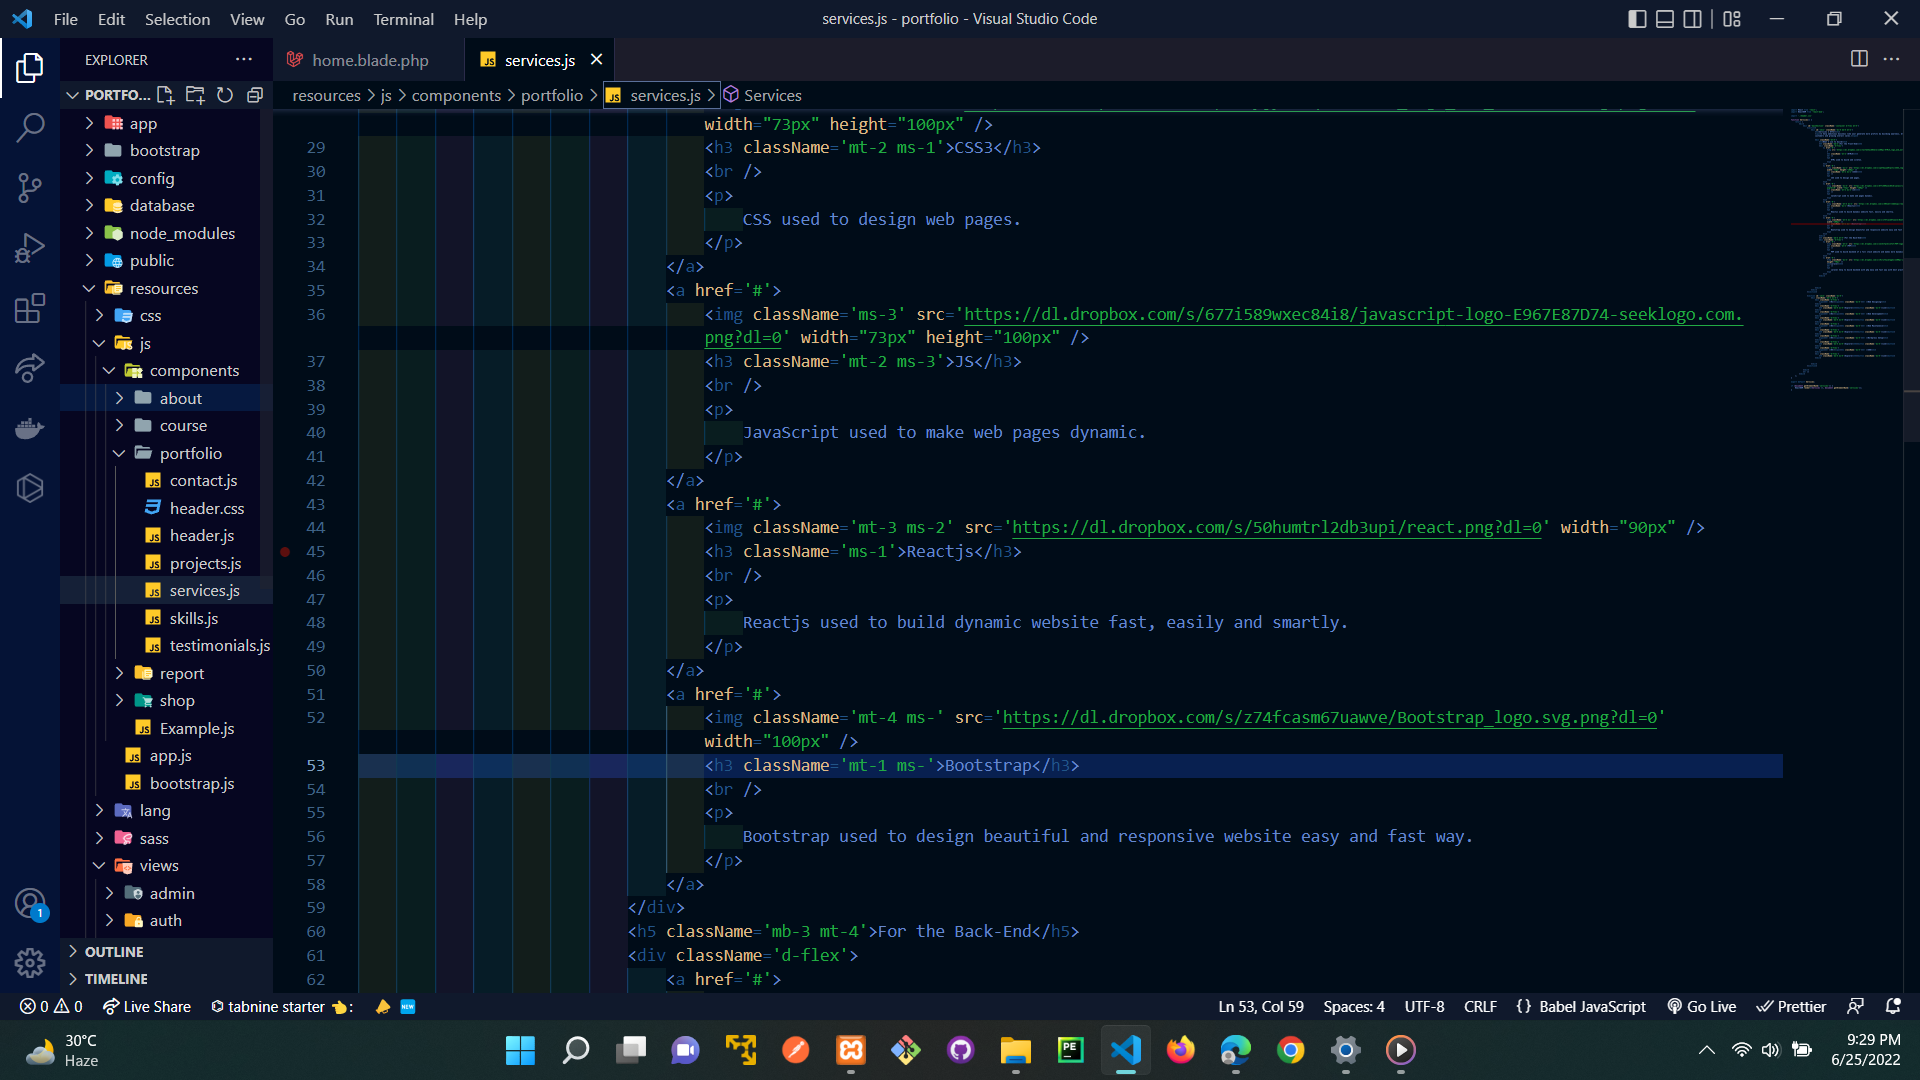 File Edit Selection View Go Run Terminal Help
services.js - portfolio - Visual Studio Code
EXPLORER
home.blade.php
services.js
PORTFO...
resources > js > components > portfolio > services.js > Services
app
bootstrap
config
database
node_modules
public
resources
css
js
components
about
course
portfolio
contact.js
header.css
header.js
projects.js
services.js
skills.js
testimonials.js
report
shop
Example.js
app.js
bootstrap.js
lang
sass
views
admin
auth
OUTLINE
TIMELINE
width="73px" height="100px" />
29 <h3 className='mt-2 ms-1'>CSS3</h3>
30 <br />
31 <p>
32 CSS used to design web pages.
33 </p>
34 </a>
35 <a href='#'>
36 <img className='ms-3' src='https://dl.dropbox.com/s/677i589wxec84i8/javascript-logo-E967E87D74-seeklogo.com.
png?dl=0' width="73px" height="100px" />
37 <h3 className='mt-2 ms-3'>JS</h3>
38 <br />
39 <p>
40 JavaScript used to make web pages dynamic.
41 </p>
42 </a>
43 <a href='#'>
44 <img className='mt-3 ms-2' src='https://dl.dropbox.com/s/50humtrl2db3upi/react.png?dl=0' width="90px" />
45 <h3 className='ms-1'>Reactjs</h3>
46 <br />
47 <p>
48 Reactjs used to build dynamic website fast, easily and smartly.
49 </p>
50 </a>
51 <a href='#'>
52 <img className='mt-4 ms-' src='https://dl.dropbox.com/s/z74fcasm67uawve/Bootstrap_logo.svg.png?dl=0'
width="100px" />
53 <h3 className='mt-1 ms-'>Bootstrap</h3>
54 <br />
55 <p>
56 Bootstrap used to design beautiful and responsive website easy and fast way.
57 </p>
58 </a>
59 </div>
60 <h5 className='mb-3 mt-4'>For the Back-End</h5>
61 <div className='d-flex'>
62 <a href='#'>
1
0 0 Live Share tabnine starter : NEW
Ln 53, Col 59 Spaces: 4 UTF-8 CRLF {} Babel JavaScript Go Live Prettier
30°C
Haze
PE
9:29 PM
6/25/2022